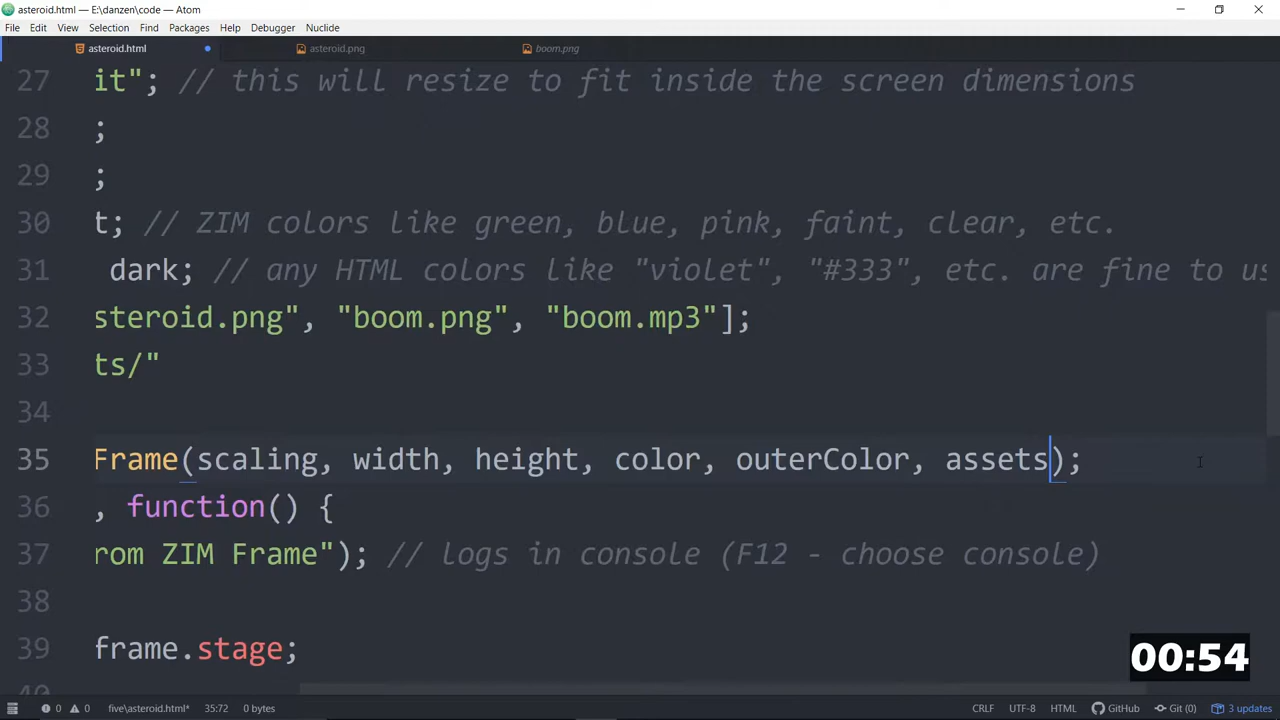 asteroid.html — E:\danzen\code — Atom
File Edit View Selection Find Packages Help Debugger Nuclide
asteroid.html asteroid.png boom.png
27 it"; // this will resize to fit inside the screen dimensions
28 ;
29 ;
30 t; // ZIM colors like green, blue, pink, faint, clear, etc.
31 dark; // any HTML colors like "violet", "#333", etc. are fine to us
32 steroid.png", "boom.png", "boom.mp3"];
33 ts/"
34
35 Frame(scaling, width, height, color, outerColor, assets);
36 , function() {
37 rom ZIM Frame"); // logs in console (F12 - choose console)
38
39 frame.stage;
40
00:54
0 0 five\asteroid.html* 35:72 0 bytes CRLF UTF-8 HTML GitHub Git (0) 3 updates